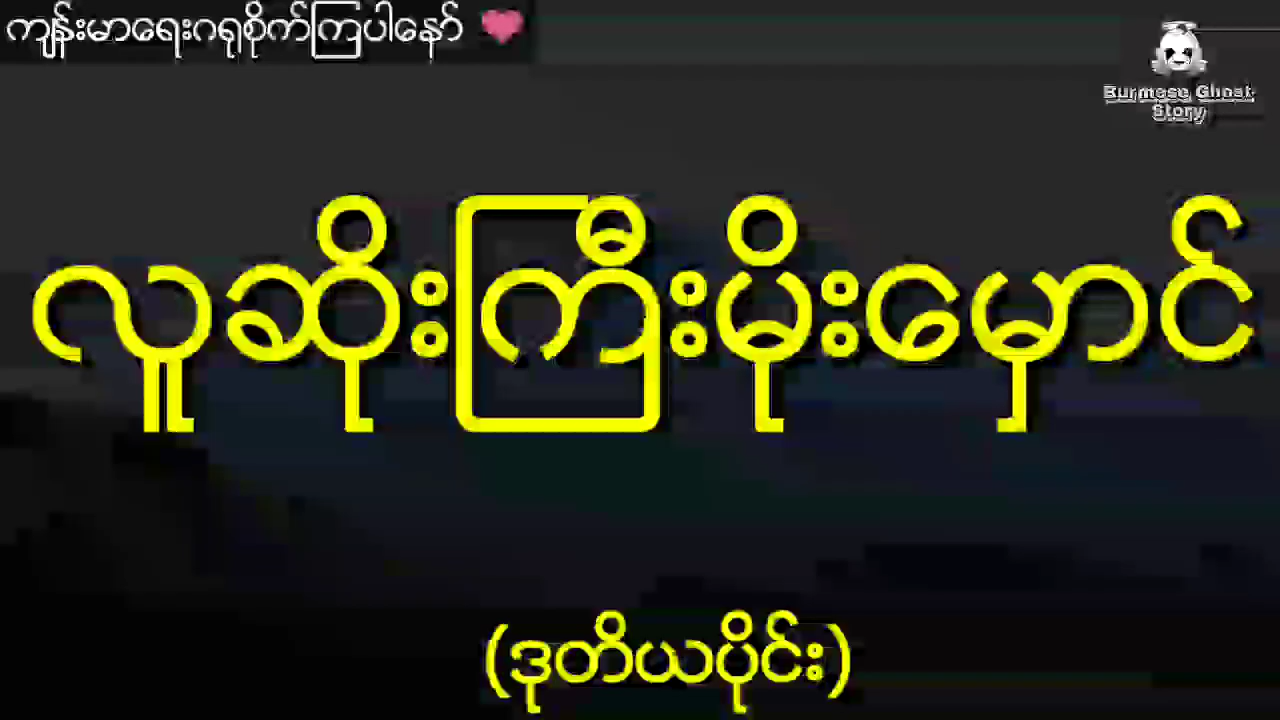 ကျန်းမာရေးဂရုစိုက်ကြပါနော် ❤
Burmese Ghost
Story
လူဆိုးကြီးမိုးမှောင်
(ဒုတိယပိုင်း)